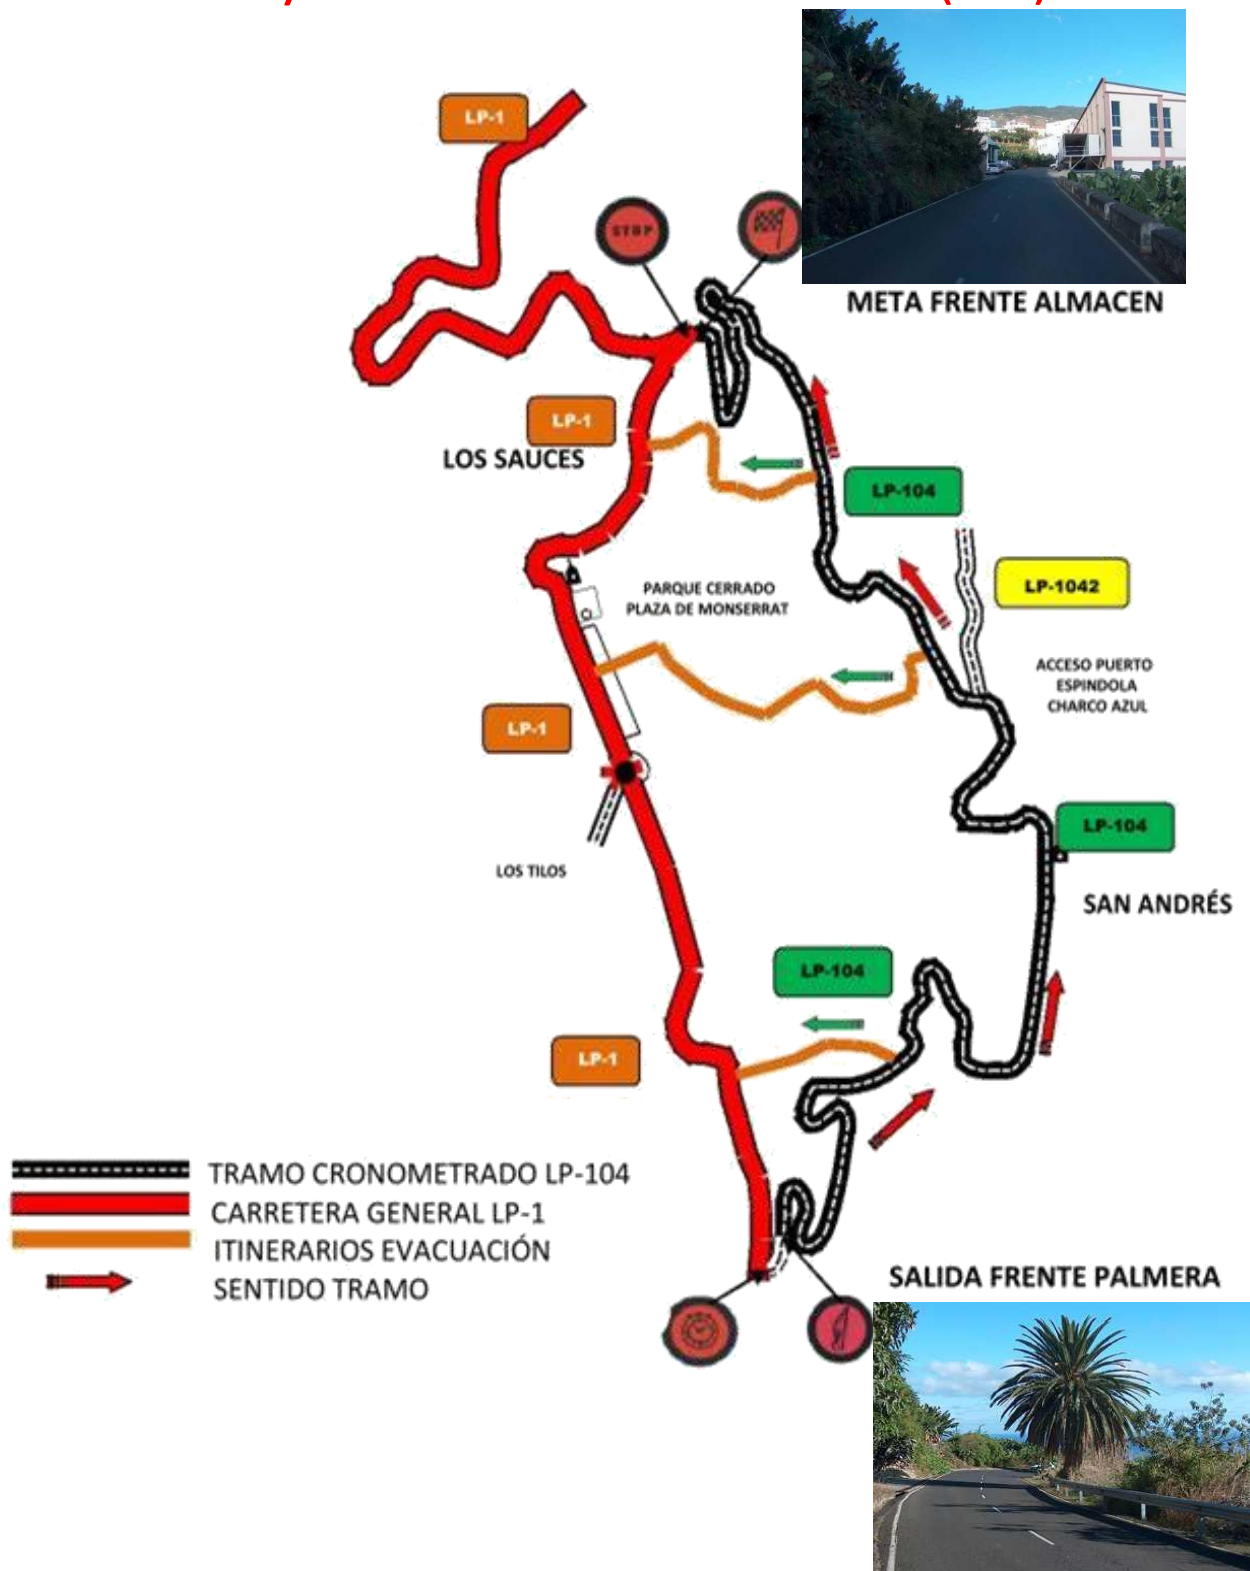 LP-1
STOP
META FRENTE ALMACEN
LP-1
LOS SAUCES
LP-104
LP-1042
PARQUE CERRADO
PLAZA DE MONSERRAT
ACCESO PUERTO
ESPINDOLA
CHARCO AZUL
LP-1
LP-104
LOS TILOS
SAN ANDRÉS
LP-104
LP-1
TRAMO CRONOMETRADO LP-104
CARRETERA GENERAL LP-1
ITINERARIOS EVACUACIÓN
SENTIDO TRAMO
SALIDA FRENTE PALMERA